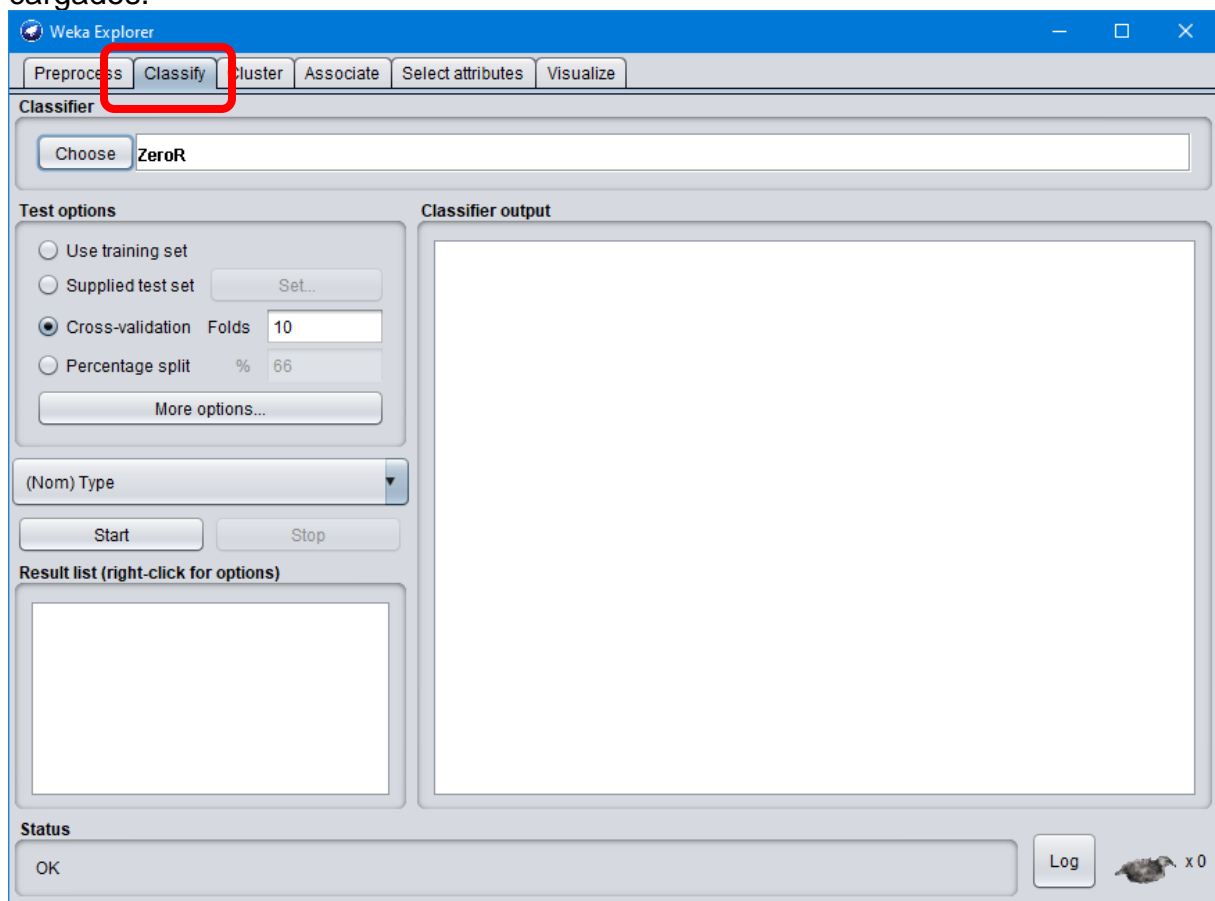 cargados.
Weka Explorer
Preprocess Classify Cluster Associate Select attributes Visualize
Classifier
Choose ZeroR
Test options
Use training set
Supplied test set Set...
Cross-validation Folds 10
Percentage split % 66
More options...
(Nom) Type
Start Stop
Result list (right-click for options)
Classifier output
Status
OK
Log x 0